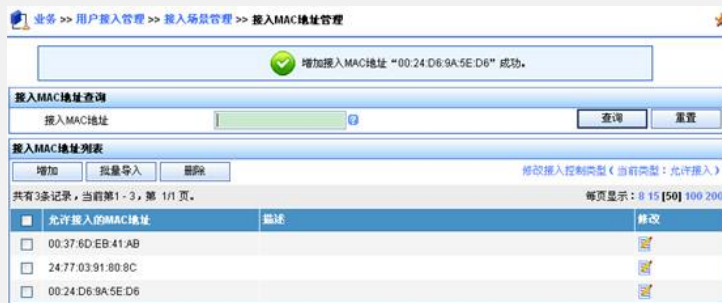 业务 >> 用户接入管理 >> 接入场景管理 >> 接入MAC地址管理
增加接入MAC地址“00:24:D6:9A:5E:D6”成功。
接入MAC地址查询
接入MAC地址 查询 重置
接入MAC地址列表
增加 批量导入 删除 修改接入控制类型(当前类型:允许接入)
共有3条记录,当前第1 - 3,第 1/1 页。 每页显示:8 15 [50] 100 200
允许接入的MAC地址 描述 修改
00:37:6D:EB:41:AB
24:77:03:91:80:8C
00:24:D6:9A:5E:D6